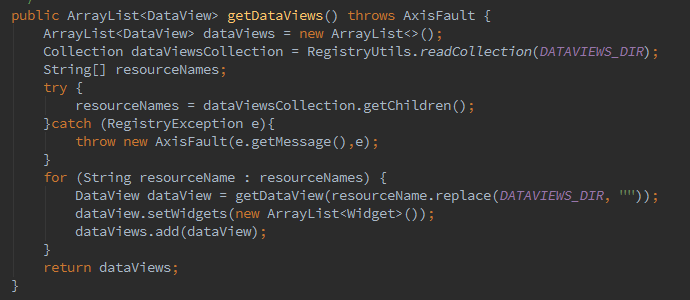 public ArrayList<DataView> getDataViews() throws AxisFault {
    ArrayList<DataView> dataViews = new ArrayList<>();
    Collection dataViewsCollection = RegistryUtils.readCollection(DATAVIEWS_DIR);
    String[] resourceNames;
    try {
        resourceNames = dataViewsCollection.getChildren();
    }catch (RegistryException e){
        throw new AxisFault(e.getMessage(),e);
    }
    for (String resourceName : resourceNames) {
        DataView dataView = getDataView(resourceName.replace(DATAVIEWS_DIR, ""));
        dataView.setWidgets(new ArrayList<Widget>());
        dataViews.add(dataView);
    }
    return dataViews;
}